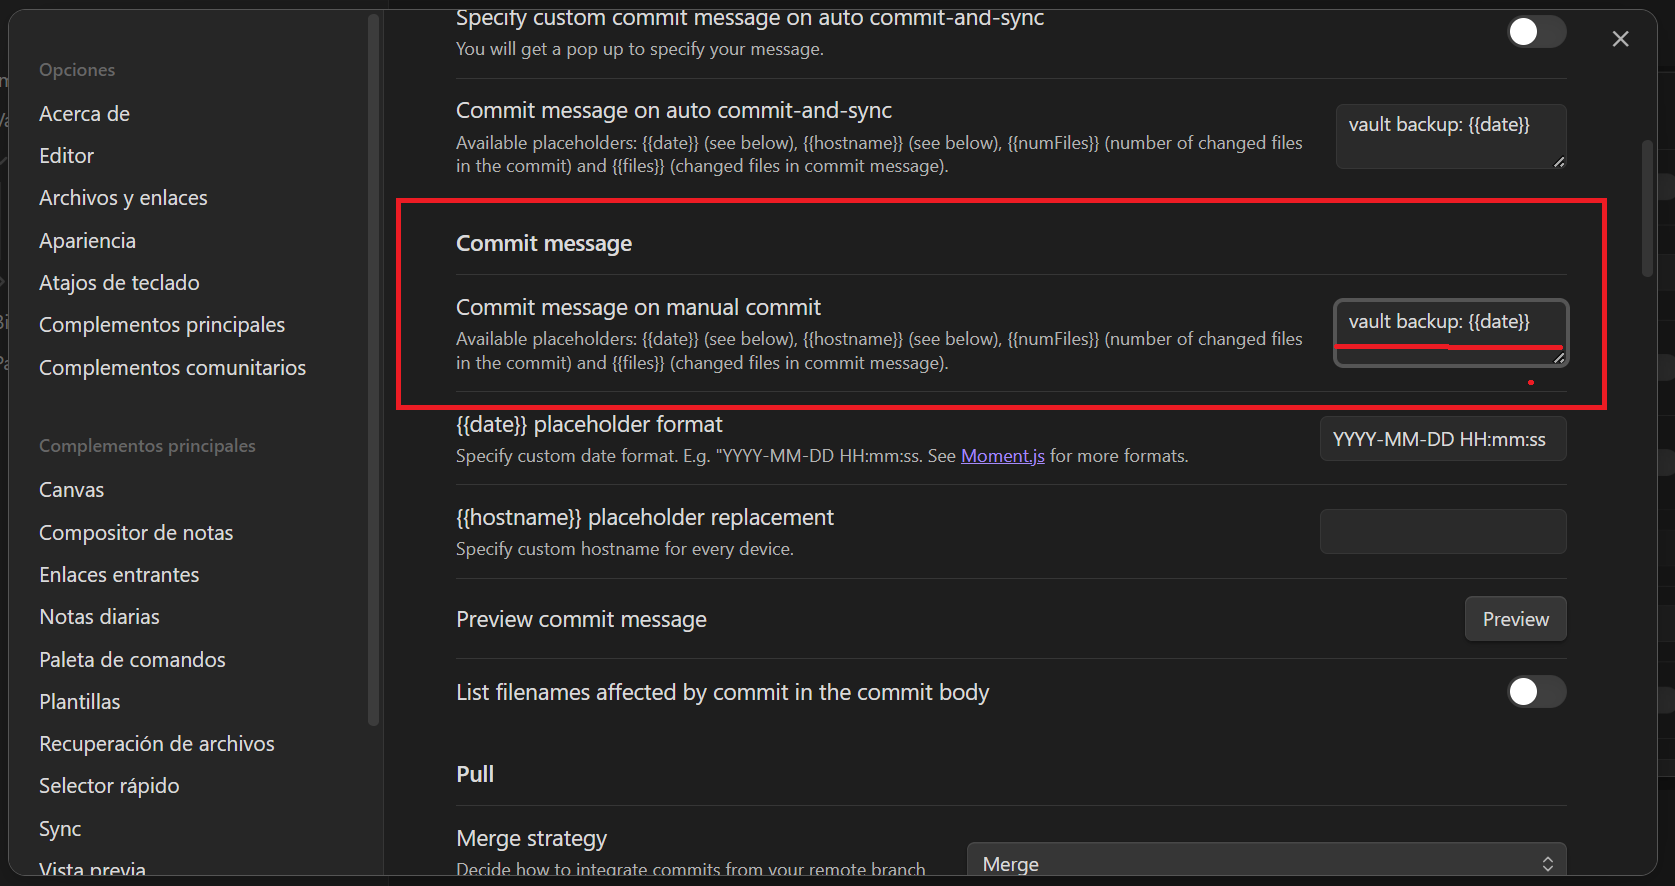 Opciones
Acerca de
Editor
Archivos y enlaces
Apariencia
Atajos de teclado
Complementos principales
Complementos comunitarios
Complementos principales
Canvas
Compositor de notas
Enlaces entrantes
Notas diarias
Paleta de comandos
Plantillas
Recuperación de archivos
Selector rápido
Sync
Vista previa
Specify custom commit message on auto commit-and-sync
You will get a pop up to specify your message.
Commit message on auto commit-and-sync
Available placeholders: {{date}} (see below), {{hostname}} (see below), {{numFiles}} (number of changed files
in the commit) and {{files}} (changed files in commit message).
vault backup: {{date}}
Commit message
Commit message on manual commit
Available placeholders: {{date}} (see below), {{hostname}} (see below), {{numFiles}} (number of changed files
in the commit) and {{files}} (changed files in commit message).
vault backup: {{date}}
{{date}} placeholder format
Specify custom date format. E.g. "YYYY-MM-DD HH:mm:ss. See Moment.js for more formats.
YYYY-MM-DD HH:mm:ss
{{hostname}} placeholder replacement
Specify custom hostname for every device.
Preview commit message
Preview
List filenames affected by commit in the commit body
Pull
Merge strategy
Decide how to integrate commits from your remote branch
Merge